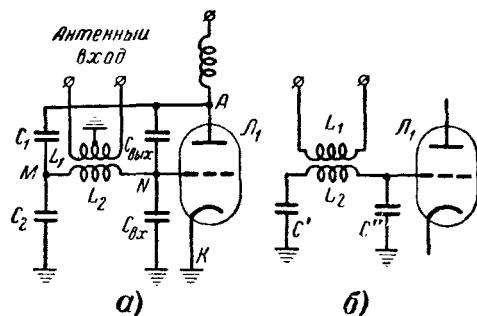 Антенный
вход
A
Л₁
C₁
L₁
Cвых
M
N
L₂
C₂
Cвх
K
а)
L₁
Л₁
L₂
C'
C"
б)